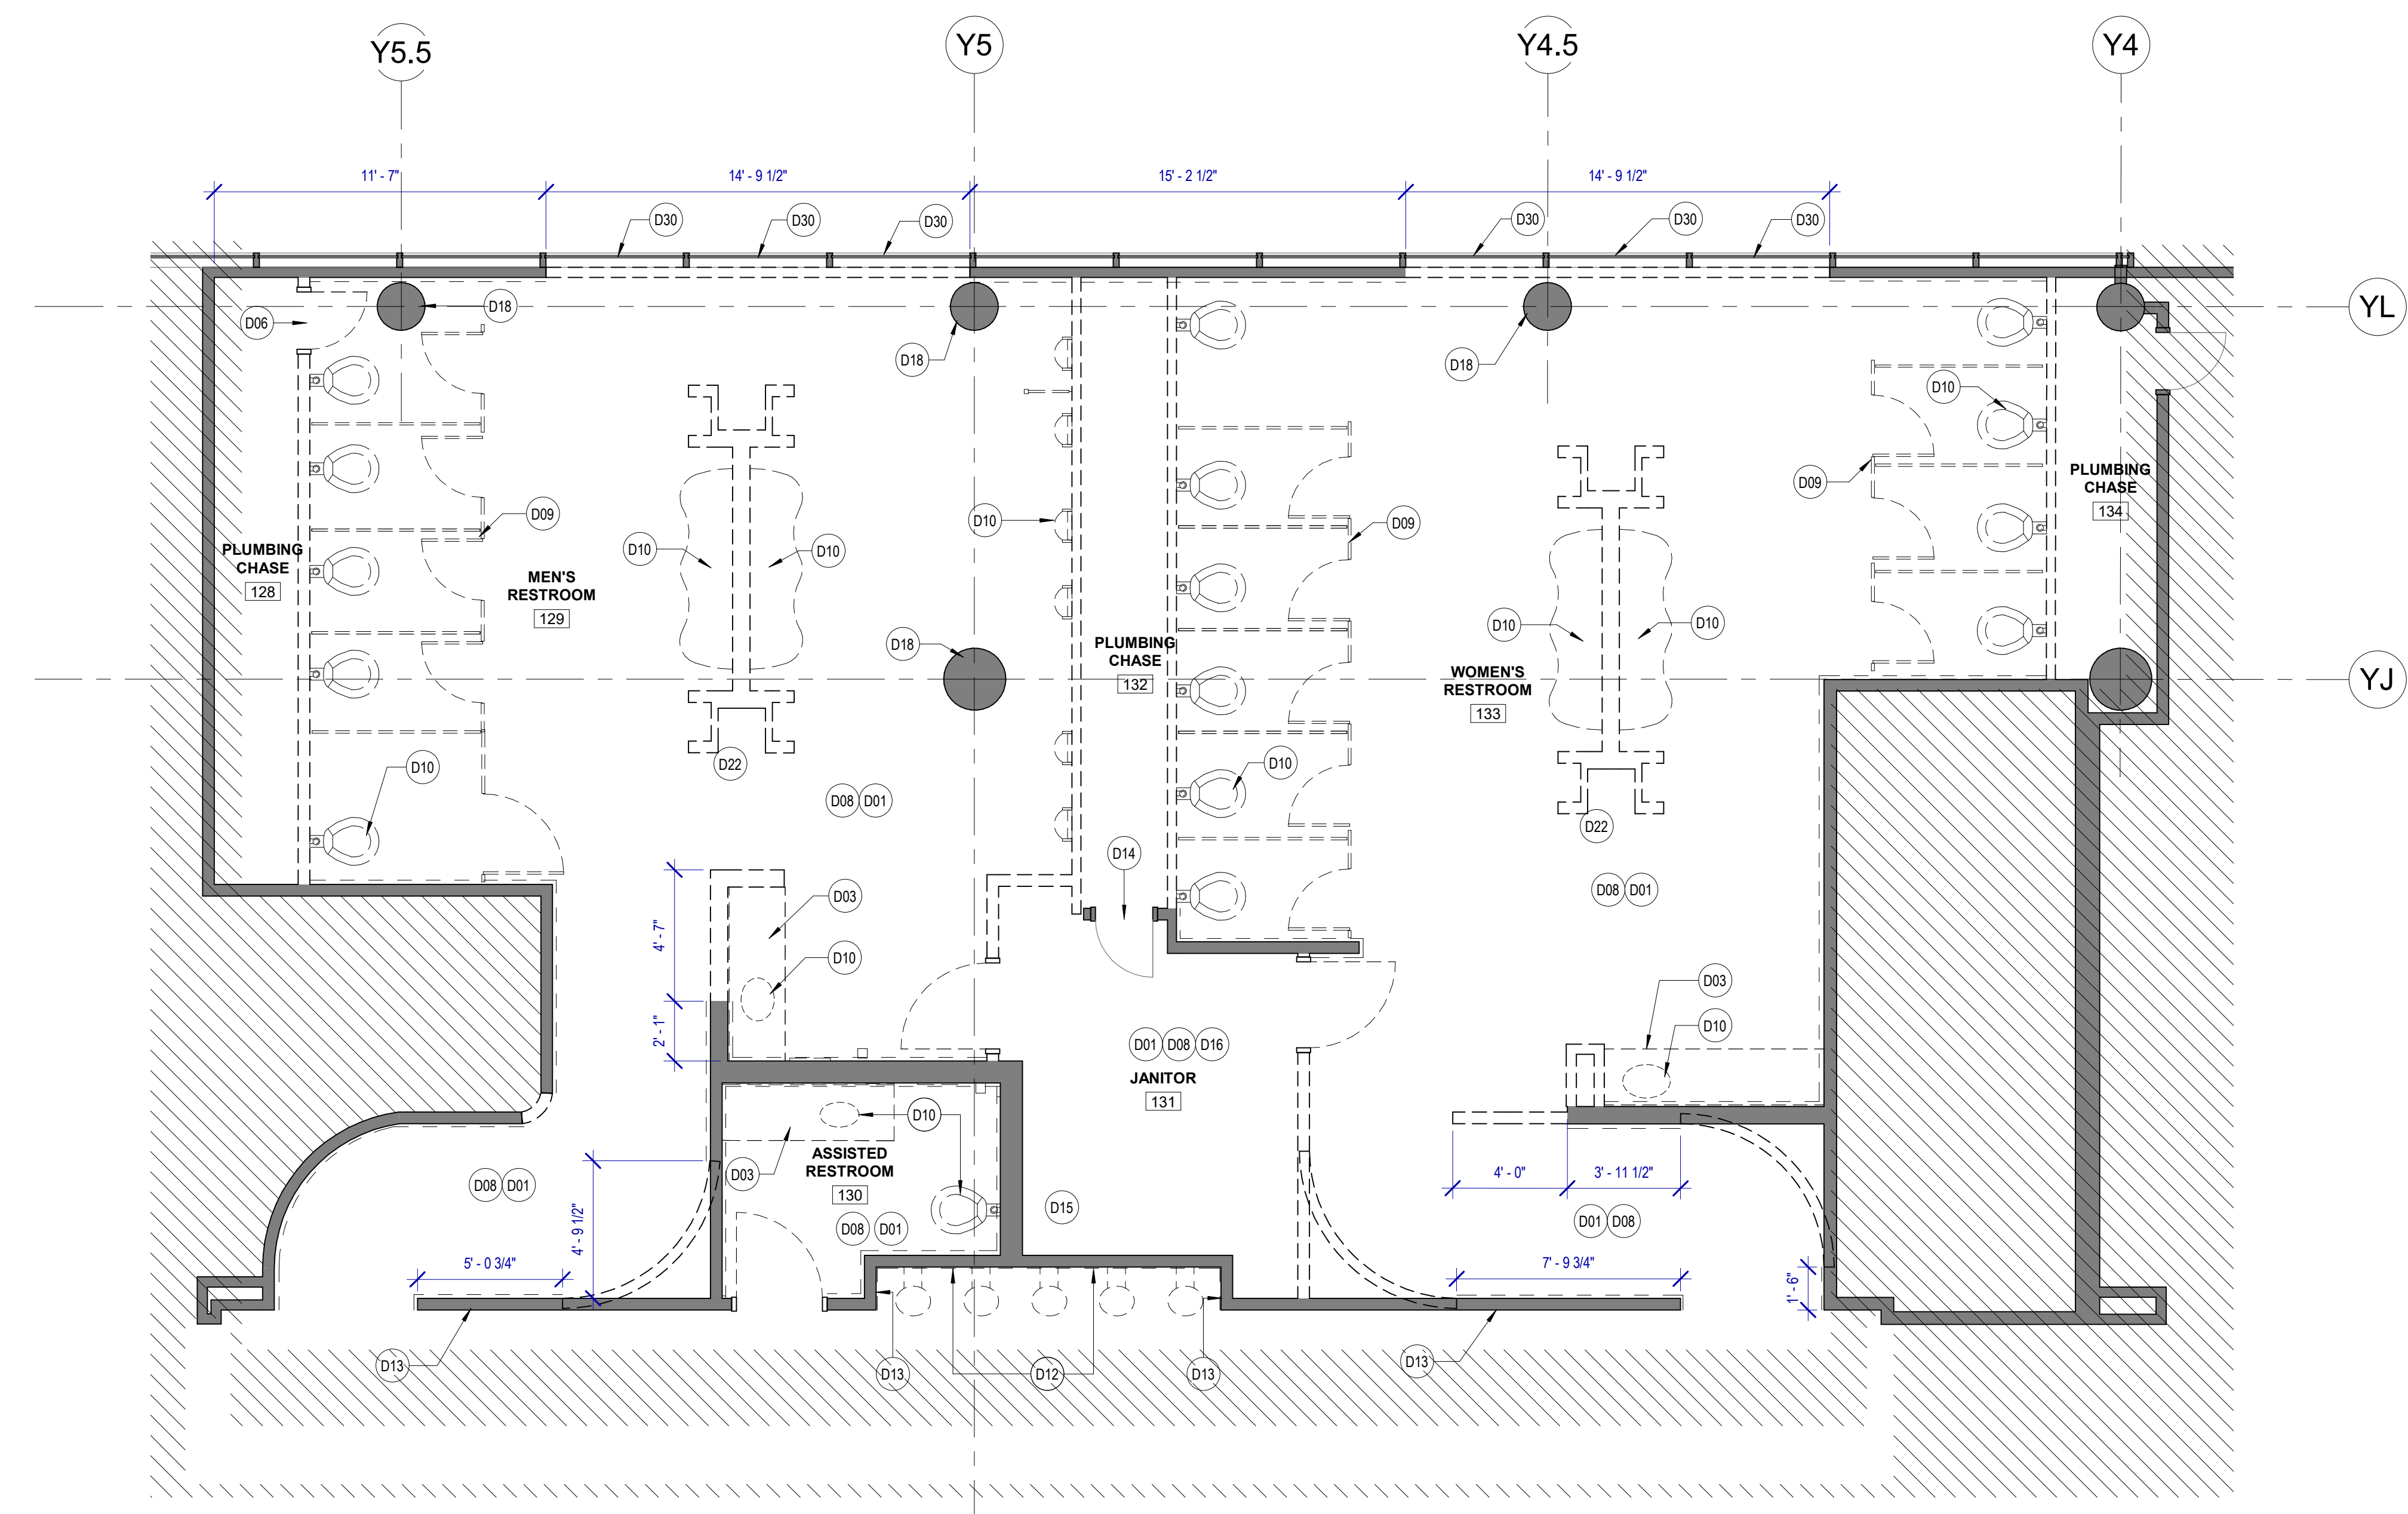 Y5.5
Y5
Y4.5
Y4
11' - 7"
14' - 9 1/2"
15' - 2 1/2"
14' - 9 1/2"
D30
D30
D30
D30
D30
D30
YL
D06
D18
D18
D18
D10
D09
D09
D10
D09
PLUMBING
CHASE
134
PLUMBING
CHASE
128
MEN'S
RESTROOM
129
D10
D10
D18
PLUMBING
CHASE
132
WOMEN'S
RESTROOM
133
D10
D10
YJ
D10
D22
D08
D01
D10
D22
D14
D08
D01
4' - 7"
D03
D10
2' - 1"
D03
D10
D01
D08
D16
JANITOR
131
D10
D03
ASSISTED
RESTROOM
130
D08
D01
D15
D08
D01
4' - 9 1/2"
5' - 0 3/4"
4' - 0"
3' - 11 1/2"
D01
D08
7' - 9 3/4"
1' - 6"
D13
D13
D12
D13
D13